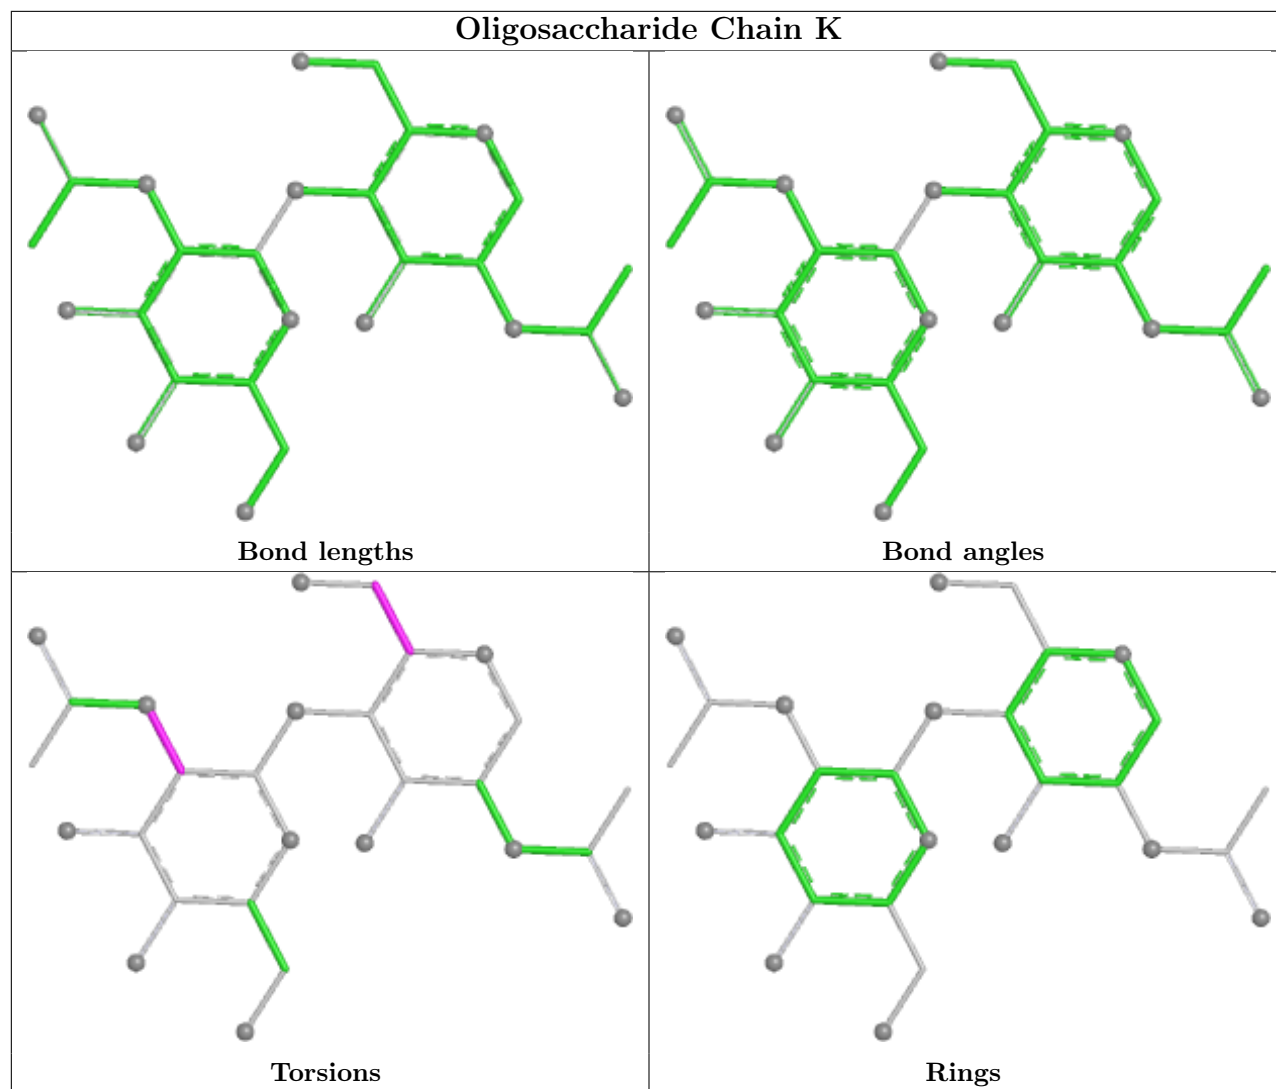 Oligosaccharide Chain K
Bond lengths
Bond angles
Torsions
Rings